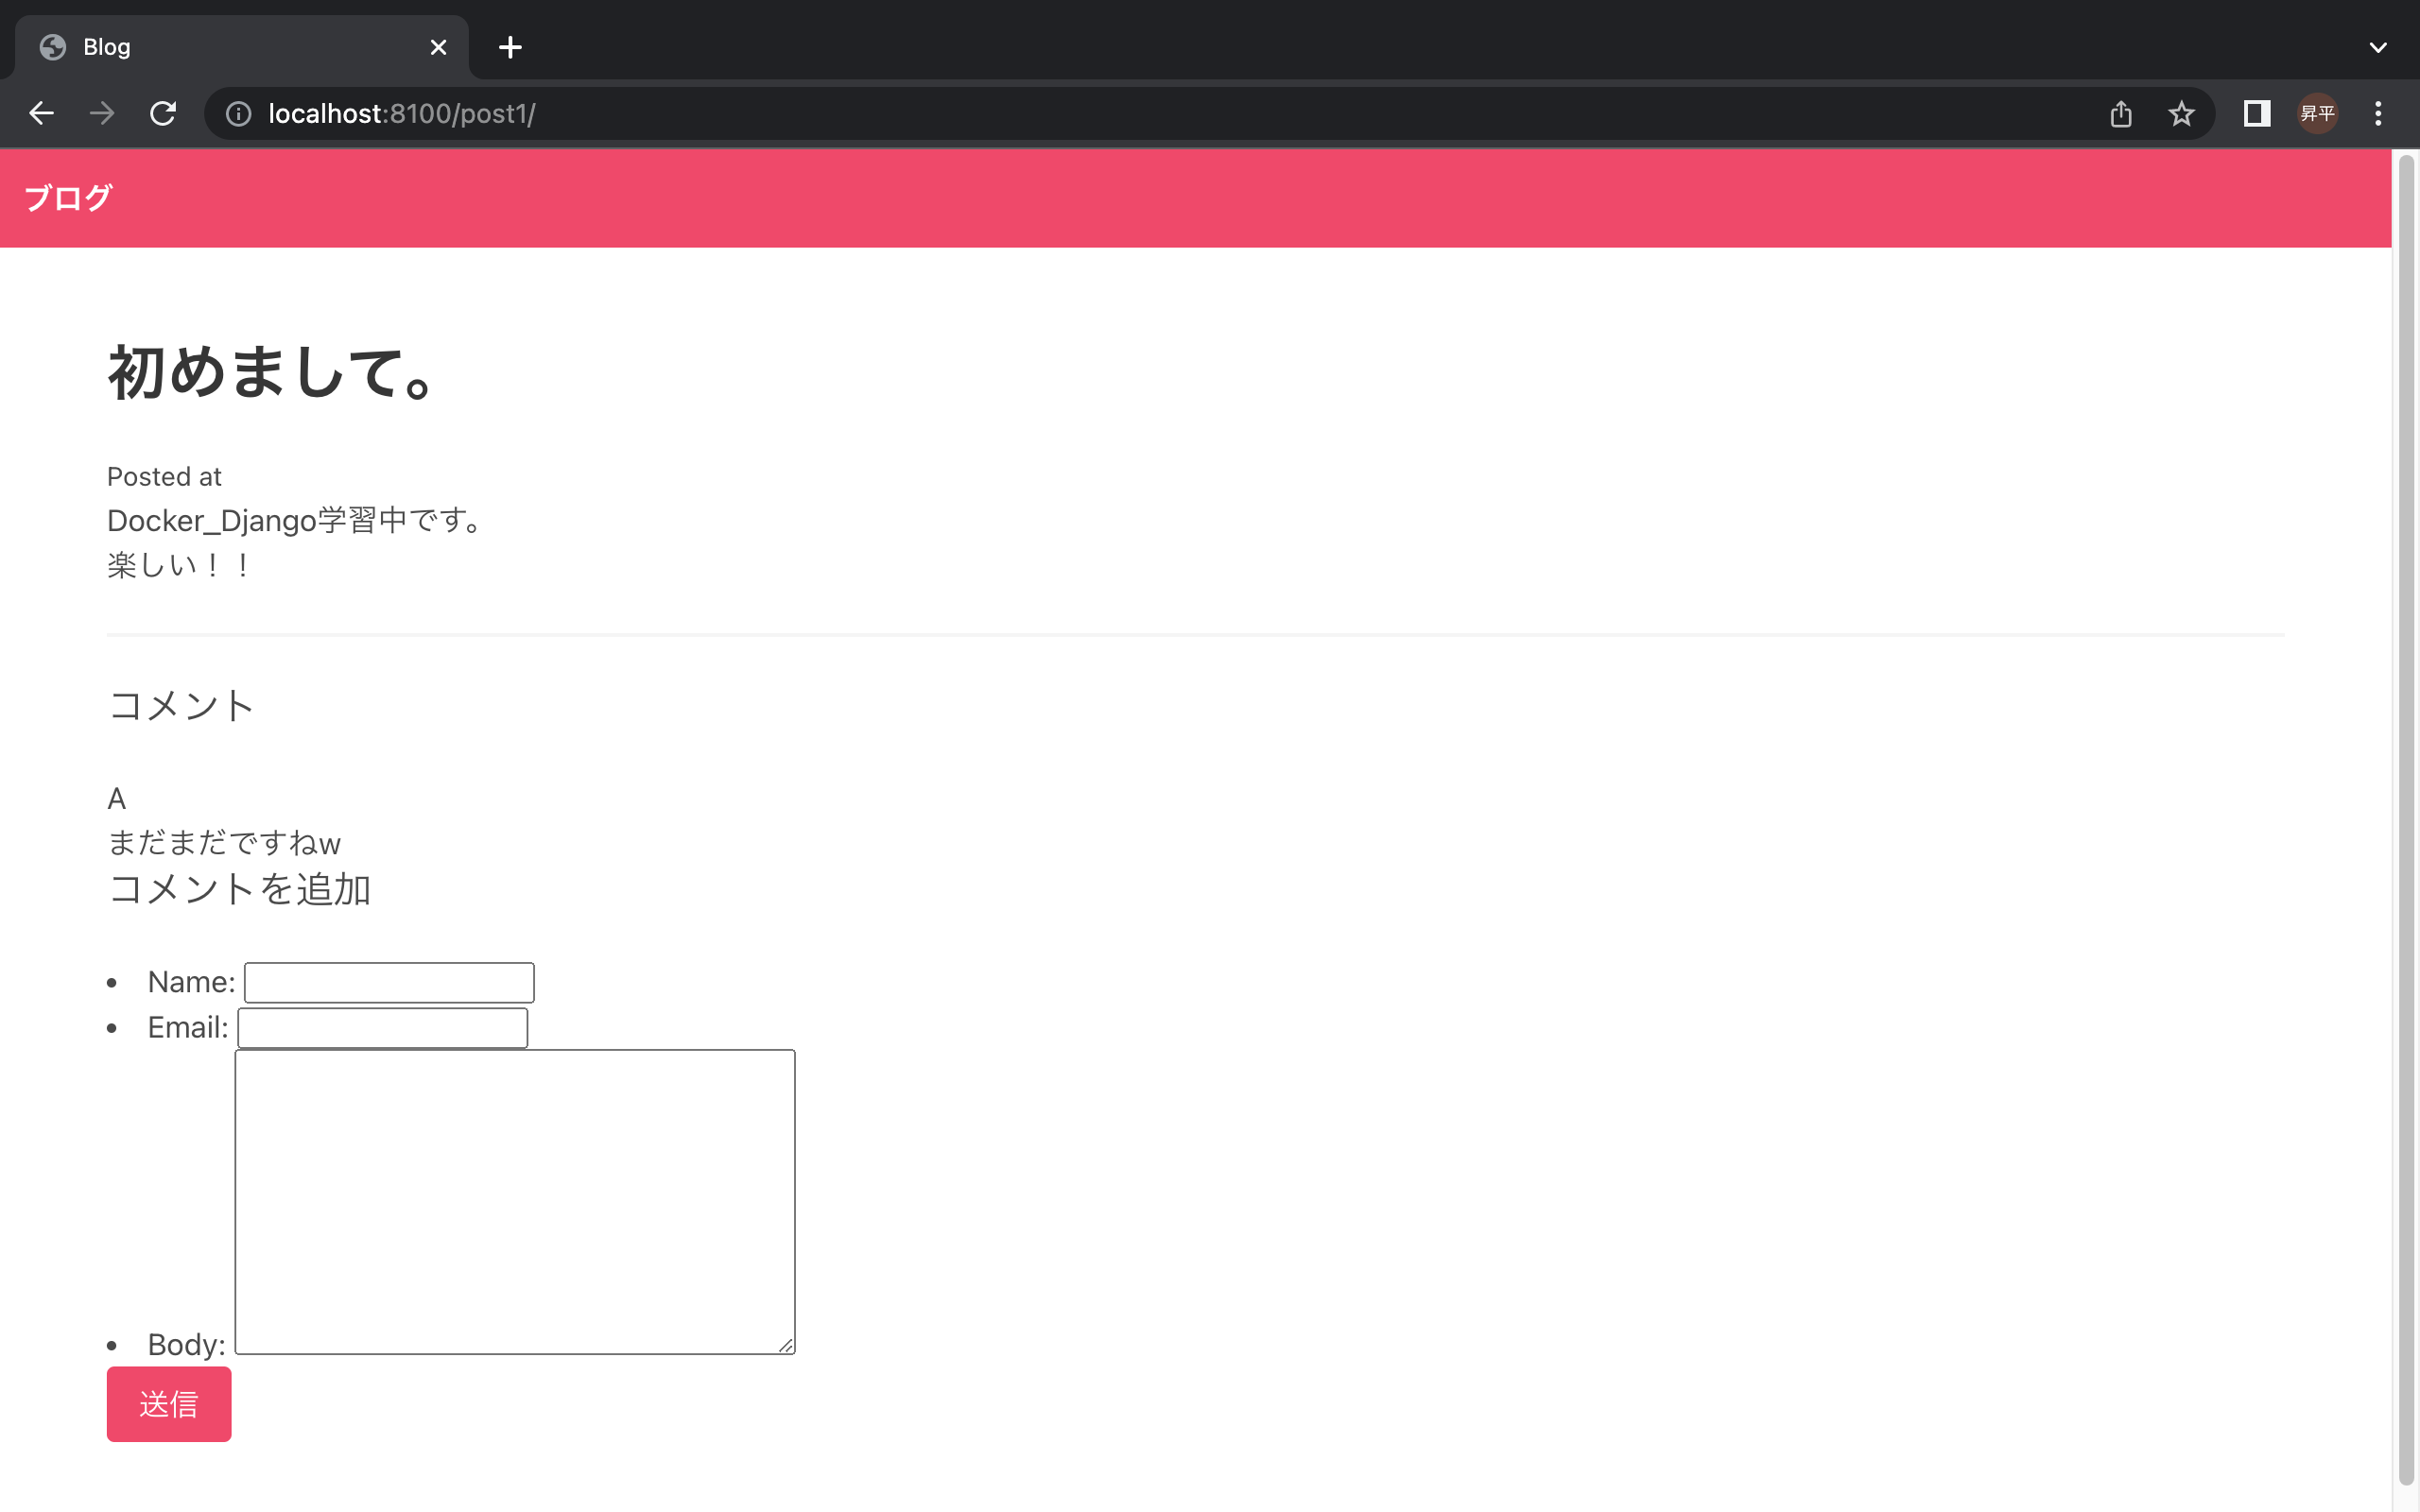 Blog
localhost:8100/post1/
昇平
ブログ
初めまして。
Posted at
Docker_Django学習中です。
楽しい！！
コメント
A
まだまだですねw
コメントを追加
Name:
Email:
Body:
送信